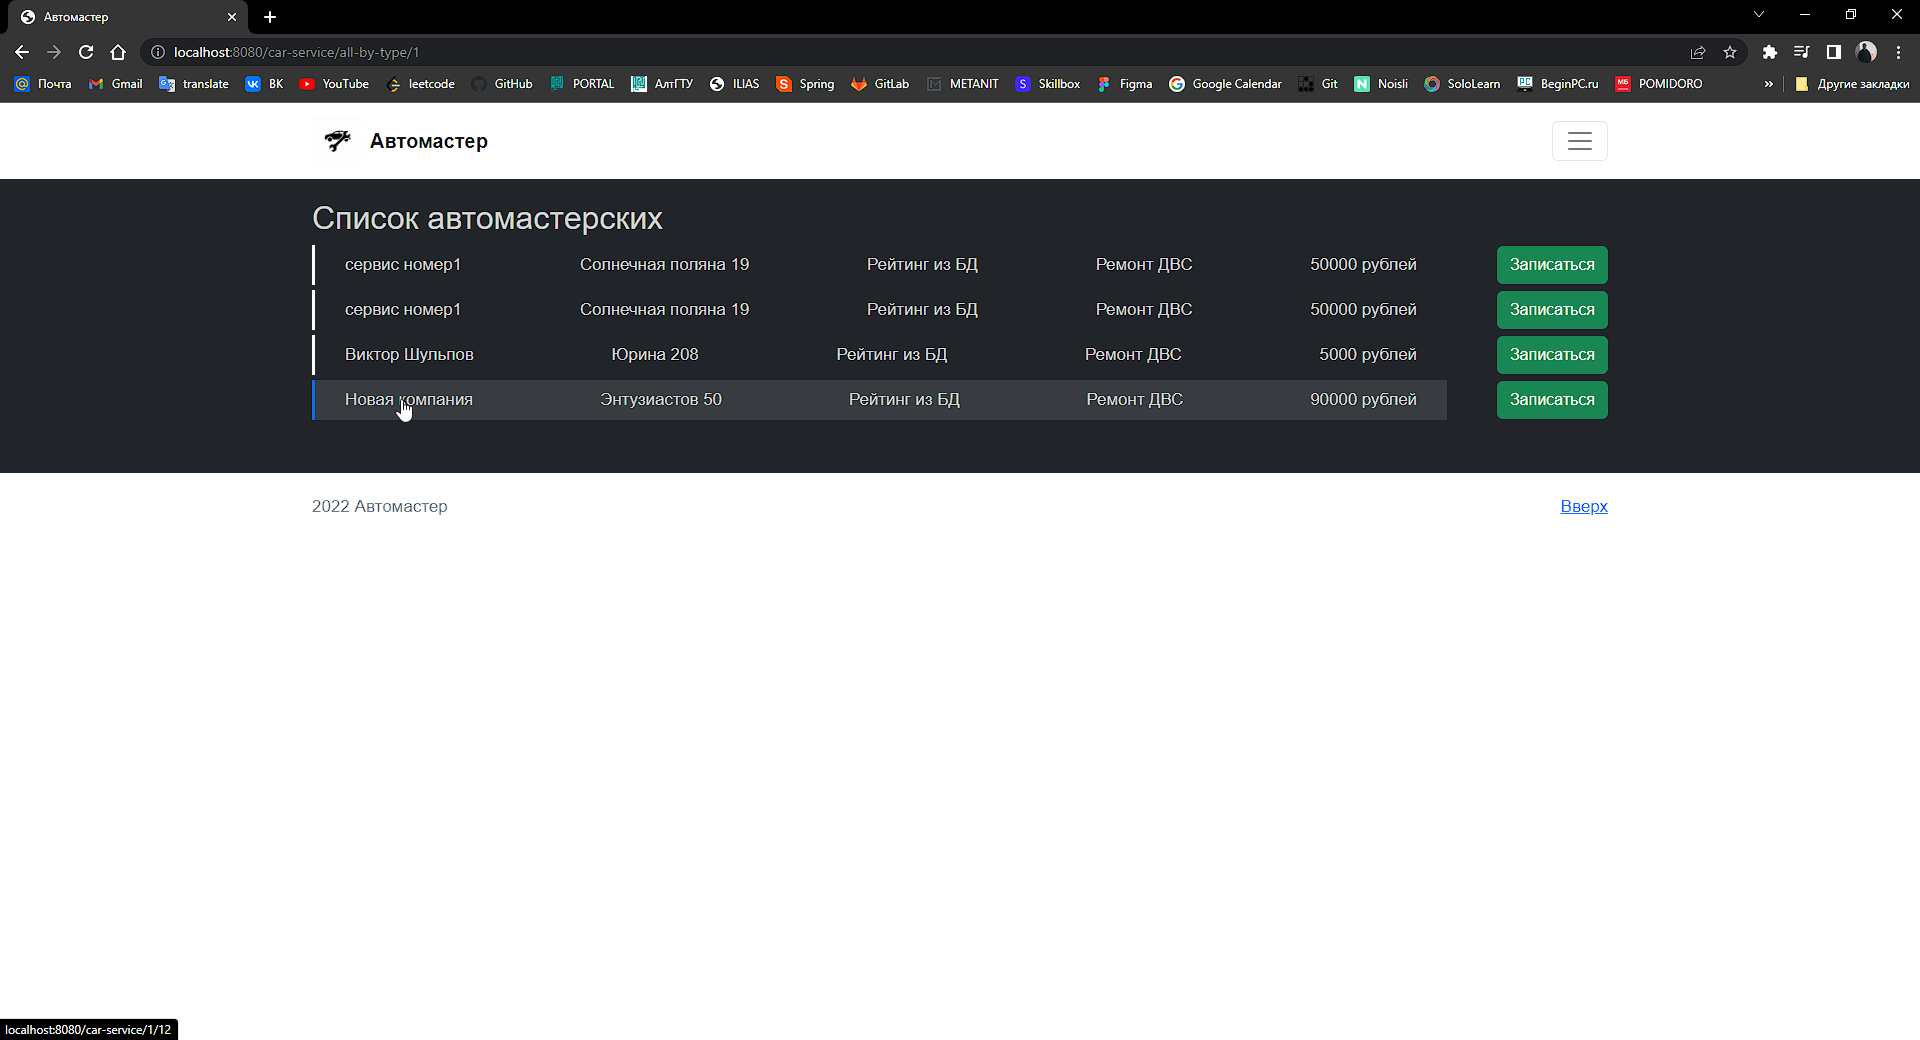 Автомастер
localhost:8080/car-service/all-by-type/1
Почта Gmail translate ВК YouTube leetcode GitHub PORTAL АлтГТУ ILIAS Spring GitLab METANIT Skillbox Figma Google Calendar Git Noisli SoloLearn BeginPC.ru POMIDORO » Другие закладки
Автомастер
Список автомастерских
сервис номер1 Солнечная поляна 19 Рейтинг из БД Ремонт ДВС 50000 рублей Записаться
сервис номер1 Солнечная поляна 19 Рейтинг из БД Ремонт ДВС 50000 рублей Записаться
Виктор Шульпов Юрина 208 Рейтинг из БД Ремонт ДВС 5000 рублей Записаться
Новая компания Энтузиастов 50 Рейтинг из БД Ремонт ДВС 90000 рублей Записаться
2022 Автомастер Вверх
localhost:8080/car-service/1/12